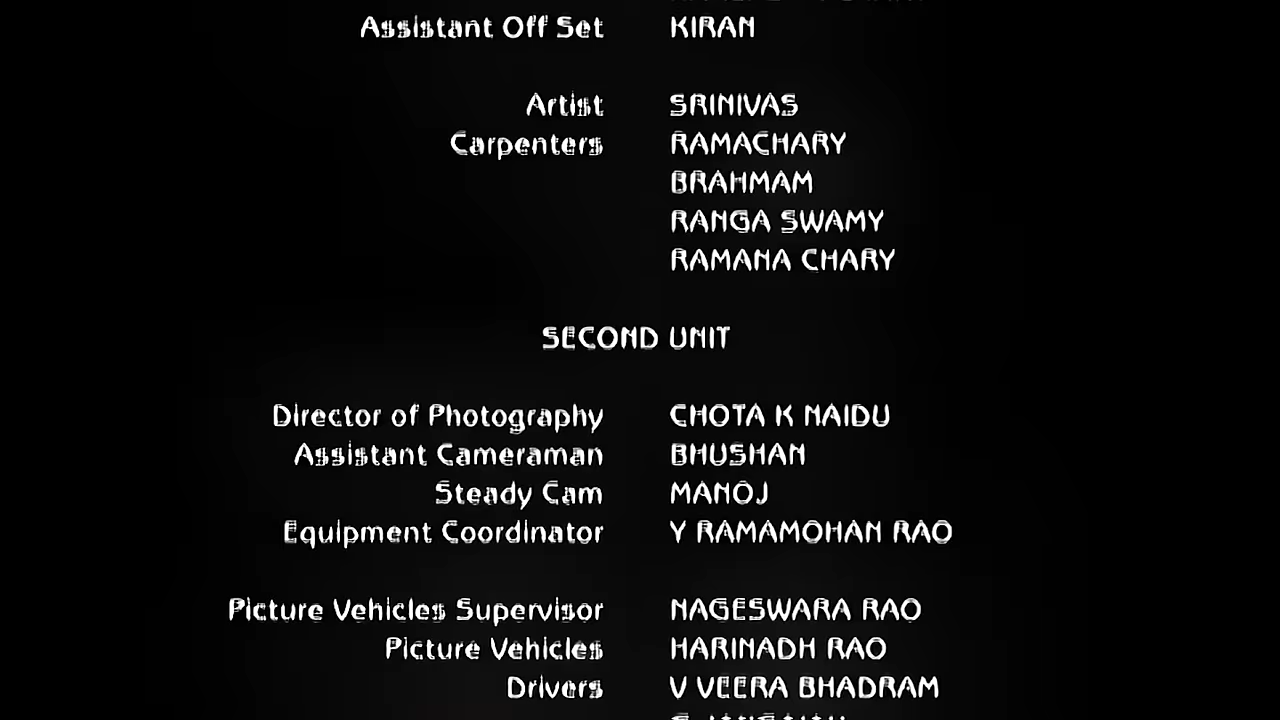 Assistant Off Set KIRAN
Artist SRINIVAS
Carpenters RAMACHARY
BRAHMAM
RANGA SWAMY
RAMANA CHARY
SECOND UNIT
Director of Photography CHOTA K NAIDU
Assistant Cameraman BHUSHAN
Steady Cam MANOJ
Equipment Coordinator Y RAMAMOHAN RAO
Picture Vehicles Supervisor NAGESWARA RAO
Picture Vehicles HARINADH RAO
Drivers V VEERA BHADRAM